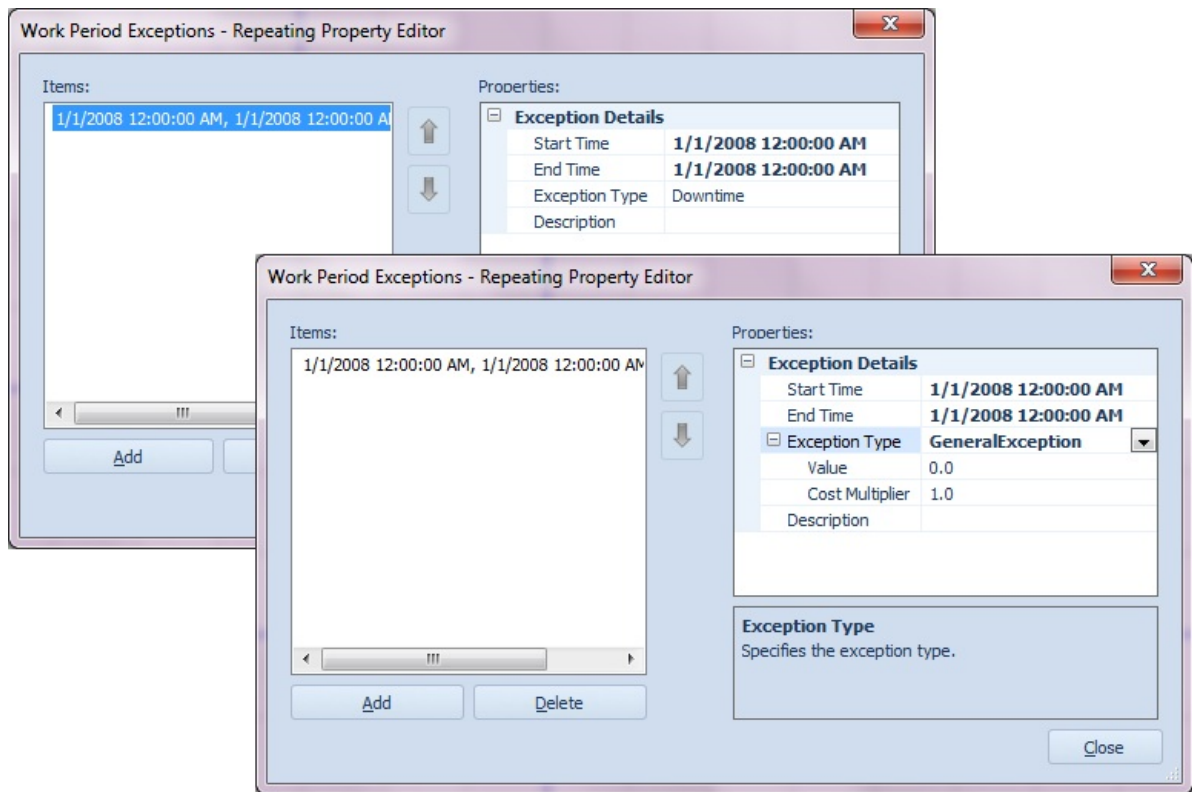 Work Period Exceptions - Repeating Property Editor
Items:
1/1/2008 12:00:00 AM, 1/1/2008 12:00:00
Properties:
Exception Details
Start Time 1/1/2008 12:00:00 AM
End Time 1/1/2008 12:00:00 AM
Exception Type Downtime
Description
Add
Work Period Exceptions - Repeating Property Editor
Items:
1/1/2008 12:00:00 AM, 1/1/2008 12:00:00 AM
Properties:
Exception Details
Start Time 1/1/2008 12:00:00 AM
End Time 1/1/2008 12:00:00 AM
Exception Type GeneralException
Value 0.0
Cost Multiplier 1.0
Description
Exception Type
Specifies the exception type.
Add Delete
Close